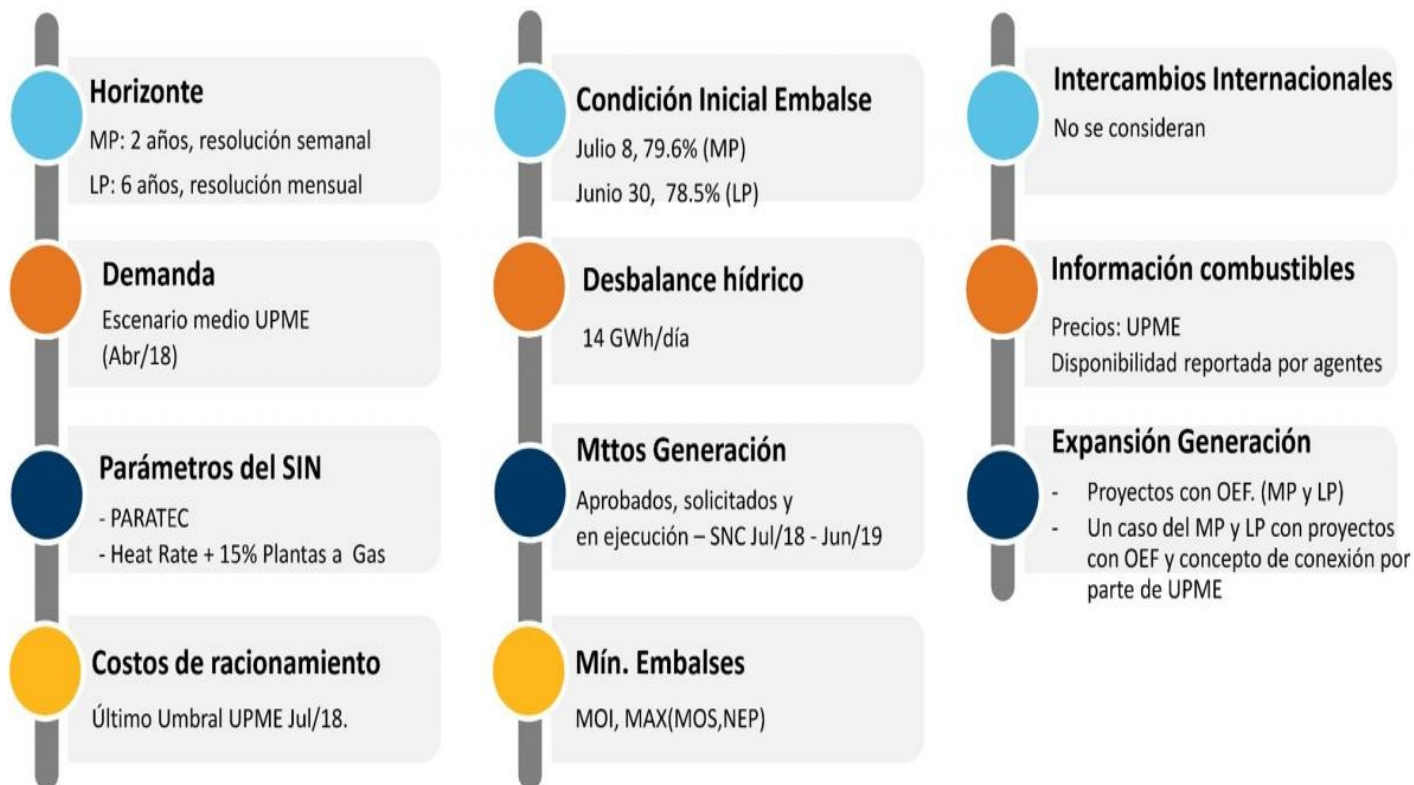 Horizonte
MP: 2 años, resolución semanal
LP: 6 años, resolución mensual
Demanda
Escenario medio UPME
(Abr/18)
Parámetros del SIN
- PARATEC
- Heat Rate + 15% Plantas a Gas
Costos de racionamiento
Último Umbral UPME Jul/18.
Condición Inicial Embalse
Julio 8, 79.6% (MP)
Junio 30, 78.5% (LP)
Desbalance hídrico
14 GWh/día
Mttos Generación
Aprobados, solicitados y
en ejecución – SNC Jul/18 - Jun/19
Mín. Embalses
MOI, MAX(MOS,NEP)
Intercambios Internacionales
No se consideran
Información combustibles
Precios: UPME
Disponibilidad reportada por agentes
Expansión Generación
- Proyectos con OEF. (MP y LP)
- Un caso del MP y LP con proyectos
con OEF y concepto de conexión por
parte de UPME